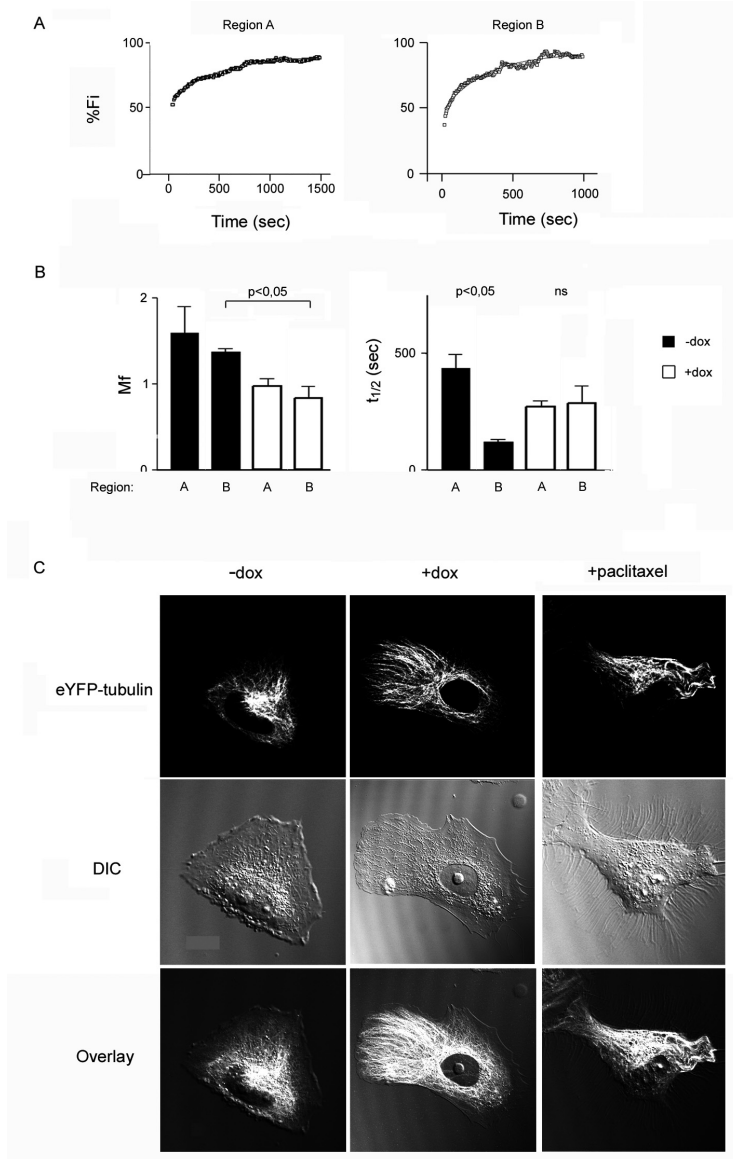 A
Region A
Region B
%Fi
100
50
0
0 500 1000 1500
Time (sec)
100
50
0
0 500 1000
Time (sec)
B
Mf
2
1
0
p<0,05
Region: A B A B
t1/2 (sec)
500
0
p<0,05 ns
A B A B
-dox
+dox
C
-dox +dox +paclitaxel
eYFP-tubulin
DIC
Overlay